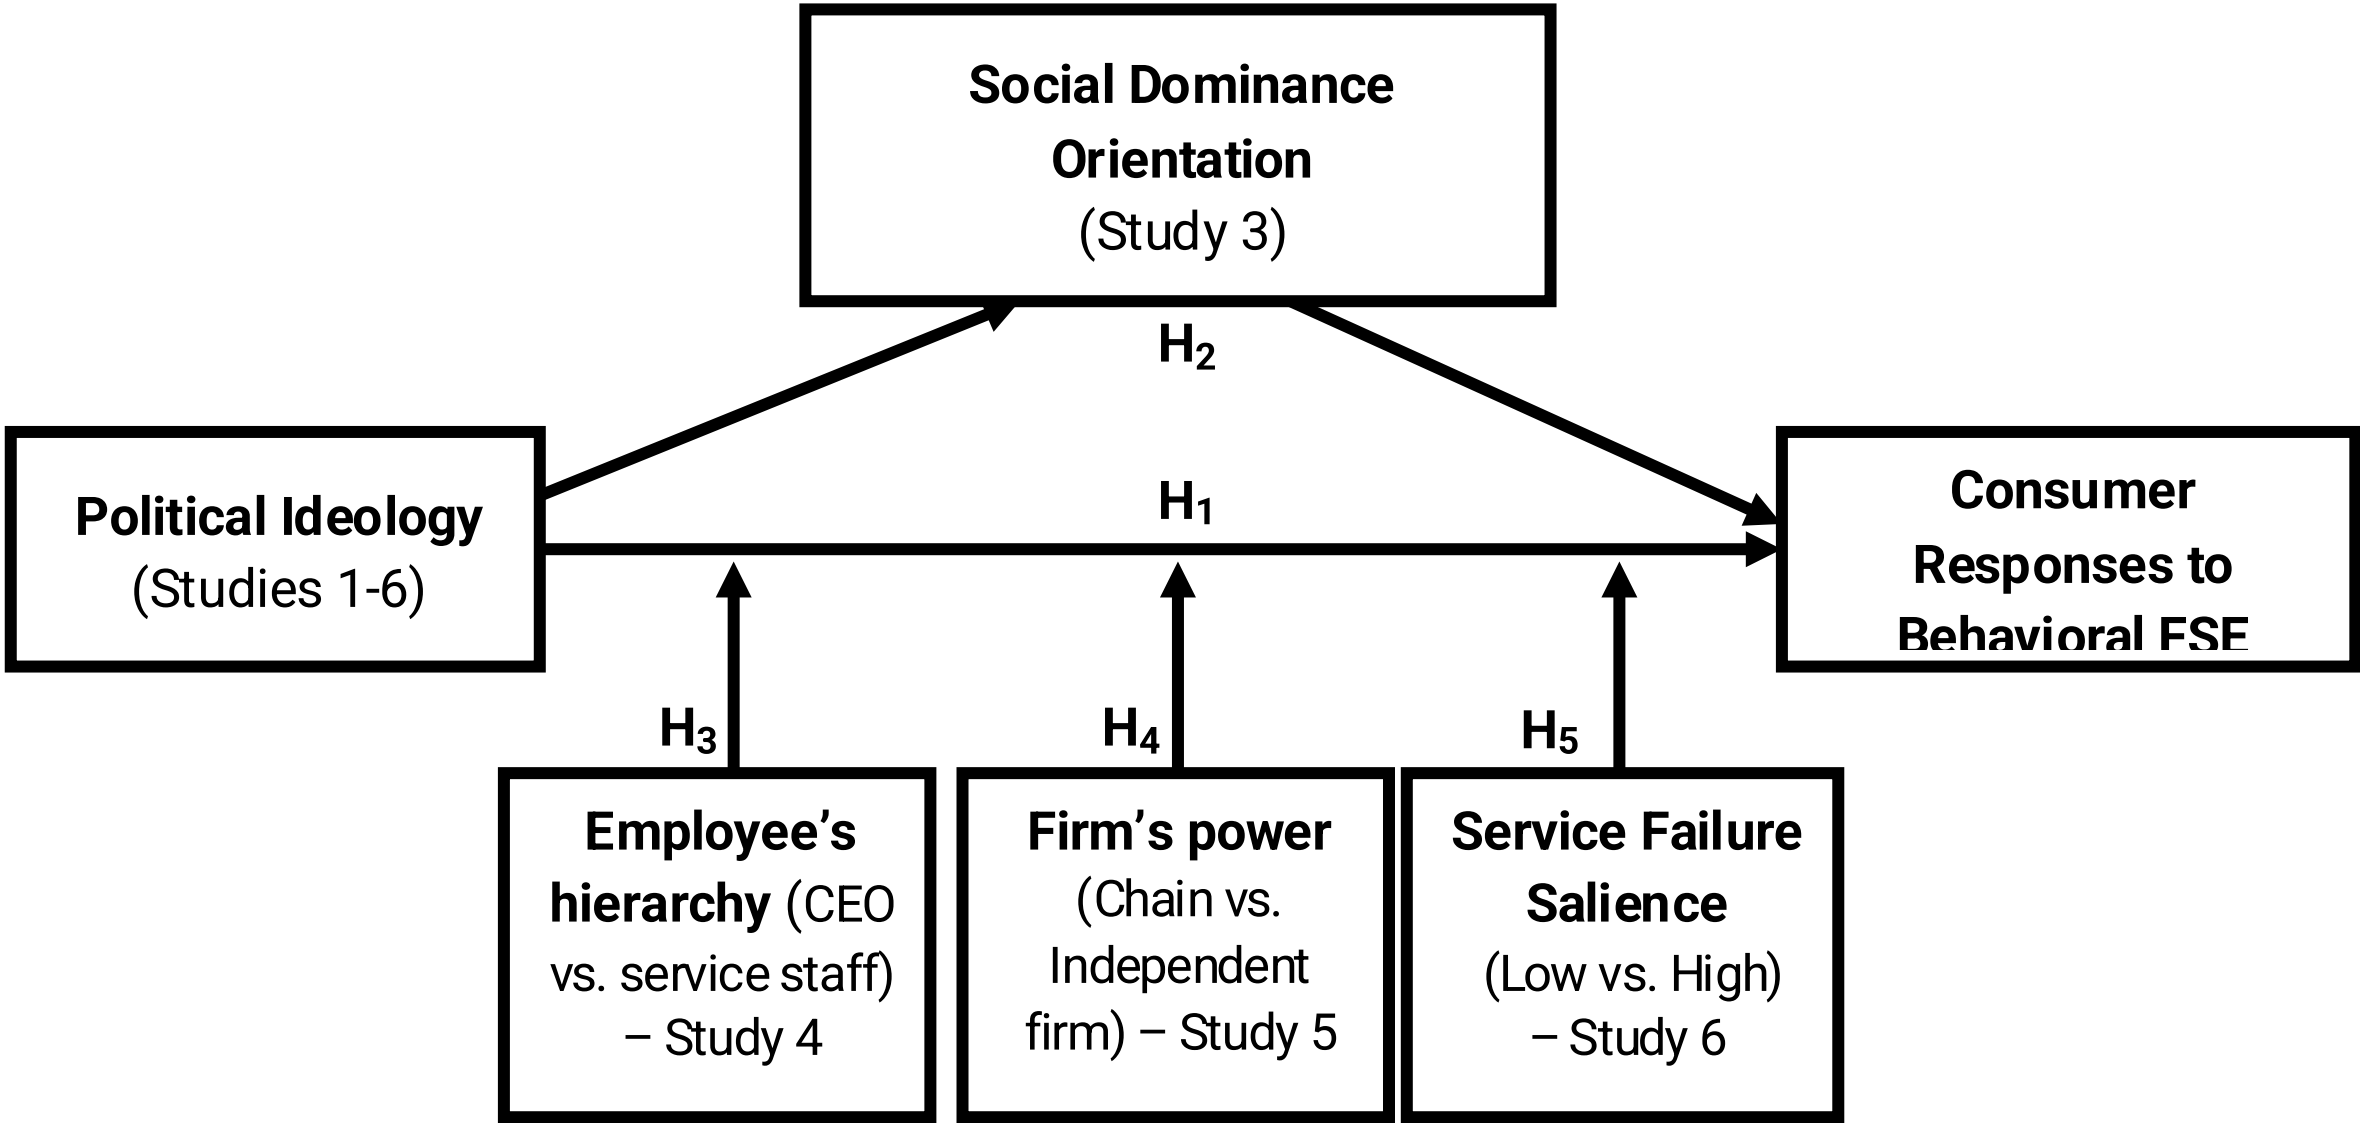 Social Dominance
Orientation
(Study 3)
H2
H1
Political Ideology
(Studies 1-6)
Consumer
Responses to
Behavioral FSE
H3
H4
H5
Employee’s
hierarchy (CEO
vs. service staff)
– Study 4
Firm’s power
(Chain vs.
Independent
firm) – Study 5
Service Failure
Salience
(Low vs. High)
– Study 6